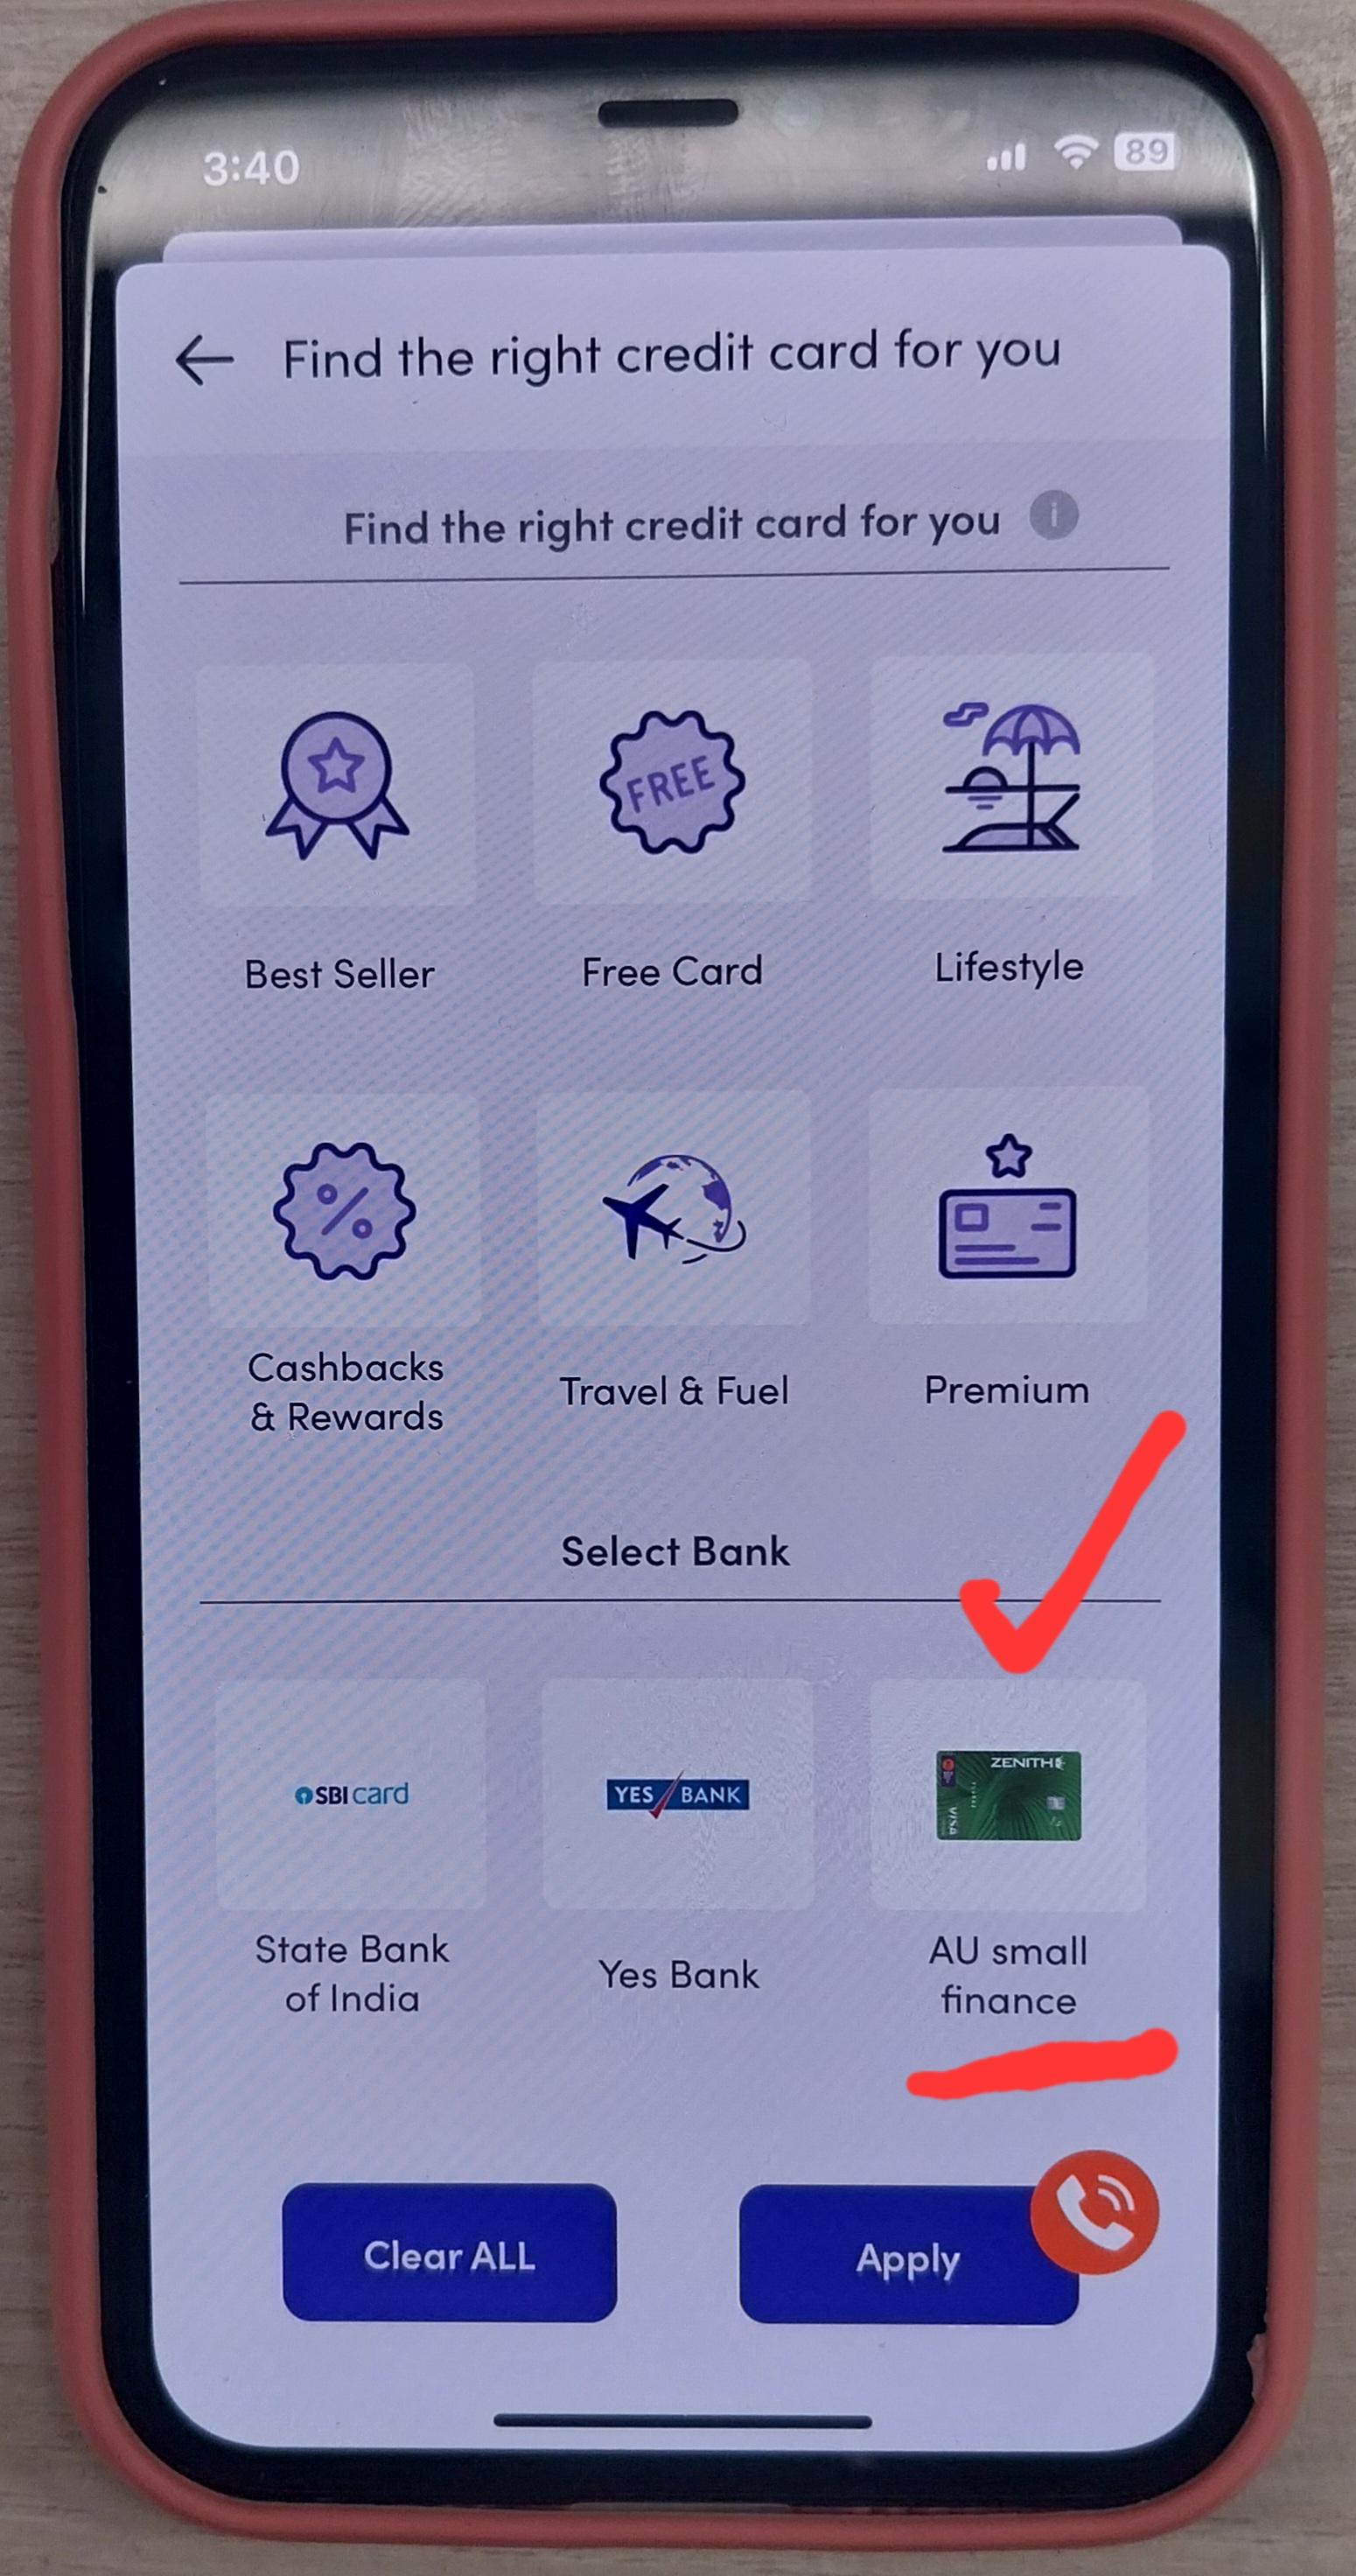 3:40
89
Find the right credit card for you
Find the right credit card for you i
FREE
Best Seller
Free Card
Lifestyle
%
Cashbacks
& Rewards
Travel & Fuel
Premium
Select Bank
SBI card
YES BANK
ZENITH
VISA
State Bank
of India
Yes Bank
AU small
finance
Clear ALL
Apply